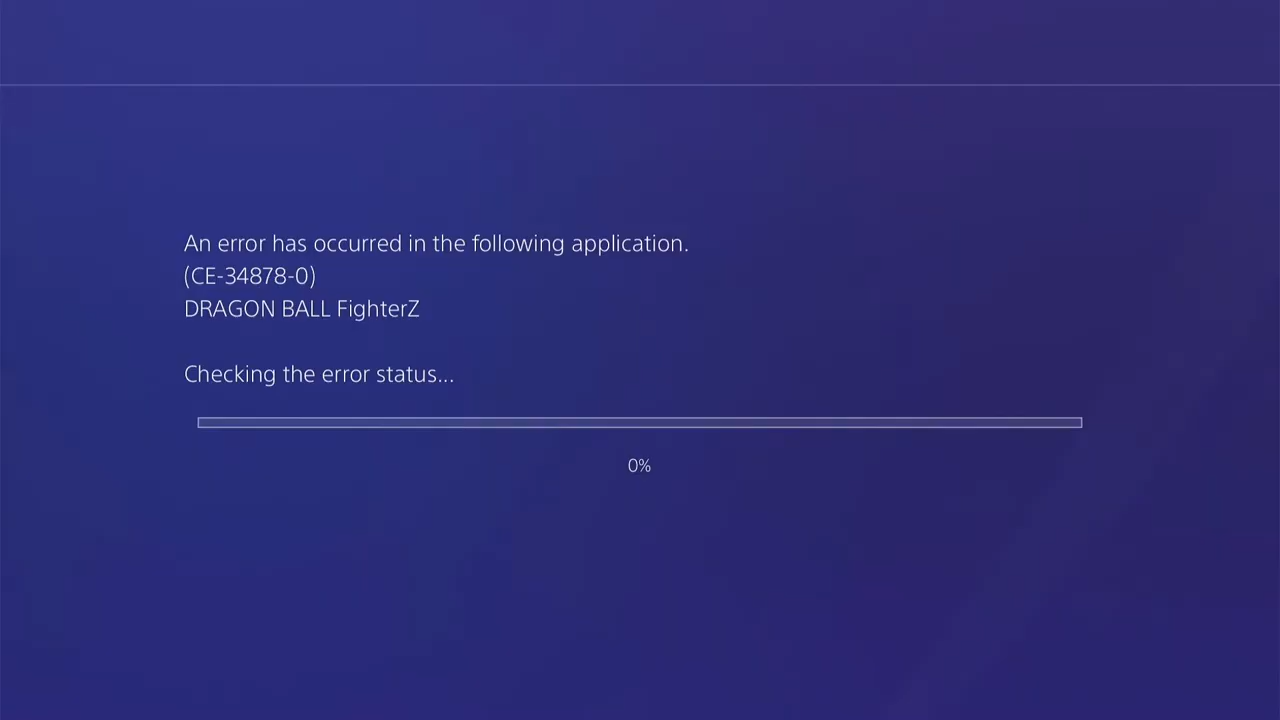 An error has occurred in the following application.
(CE-34878-0)
DRAGON BALL FighterZ
Checking the error status...
0%